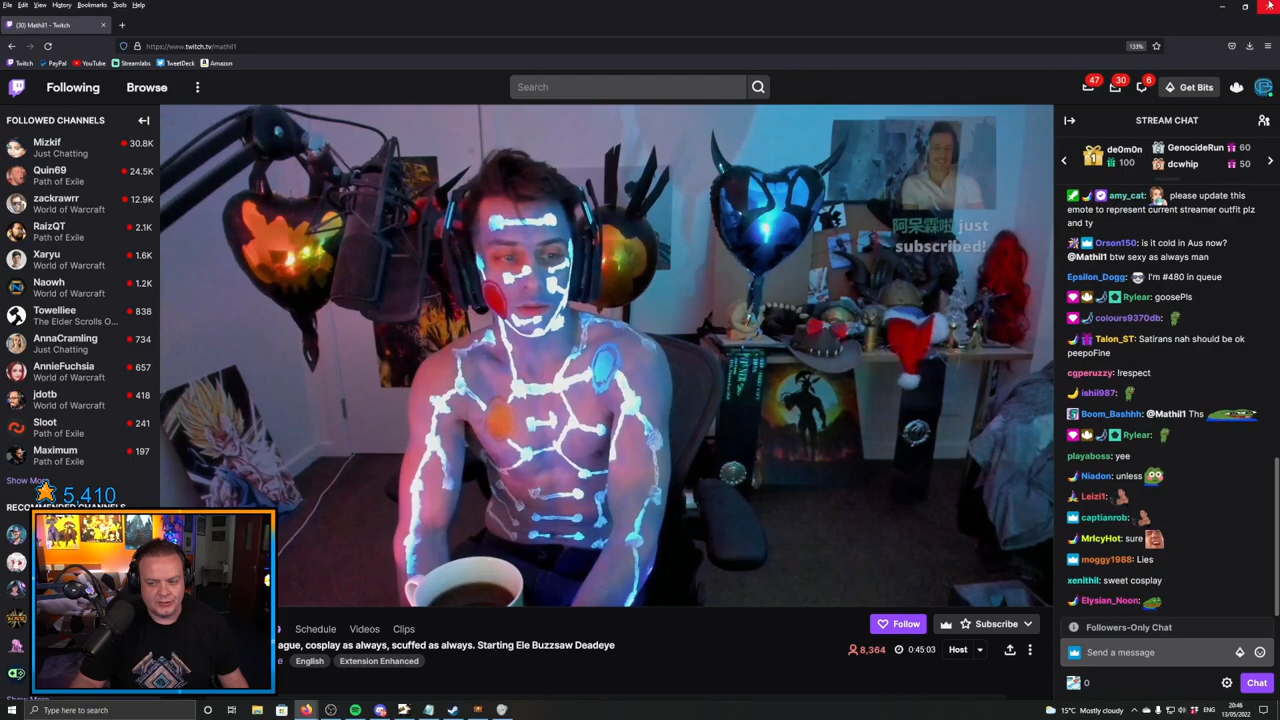 File Edit View History Bookmarks Tools Help
(30) Mathil1 - Twitch
https://www.twitch.tv/mathil1
133%
Twitch PayPal YouTube Streamlabs TweetDeck Amazon
Following Browse
Search
47 30 6
Get Bits
FOLLOWED CHANNELS
Mizkif 30.8K
Just Chatting
Quin69 24.5K
Path of Exile
zackrawrr 12.9K
World of Warcraft
RaizQT 2.1K
Path of Exile
Xaryu 1.6K
World of Warcraft
Naowh 1.2K
World of Warcraft
Towelliee 838
The Elder Scrolls O...
AnnaCramling 734
Just Chatting
AnnieFuchsia 657
World of Warcraft
jdotb 418
World of Warcraft
Sloot 241
Path of Exile
Maximum 197
Path of Exile
Show More
5,410
阿呆霖啦 just
subscribed!
Schedule Videos Clips
ague, cosplay as always, scuffed as always. Starting Ele Buzzsaw Deadeye
English Extension Enhanced
Follow
Subscribe
8,364 0:45:03 Host
STREAM CHAT
de0m0n
100
GenocideRun 60
dcwhip 50
amy_cat: please update this
emote to represent current streamer outfit plz
and ty
Orson150: is it cold in Aus now?
@Mathil1 btw sexy as always man
Epsilon_Dogg: I'm #480 in queue
Rylear: goosePls
colours9370db:
Talon_ST: Satirans nah should be ok
peepoFine
cgperuzzy: !respect
ishii987:
Boom_Bashhh: @Mathil1 Ths
Rylear:
playaboss: yee
Niadon: unless
Leizi1:
captianrob:
MrIcyHot: sure
moggy1988: Lies
xenithil: sweet cosplay
Elysian_Noon:
Followers-Only Chat
Send a message
0
Chat
Type here to search
15°C Mostly cloudy
ENG
20:46
13/05/2022